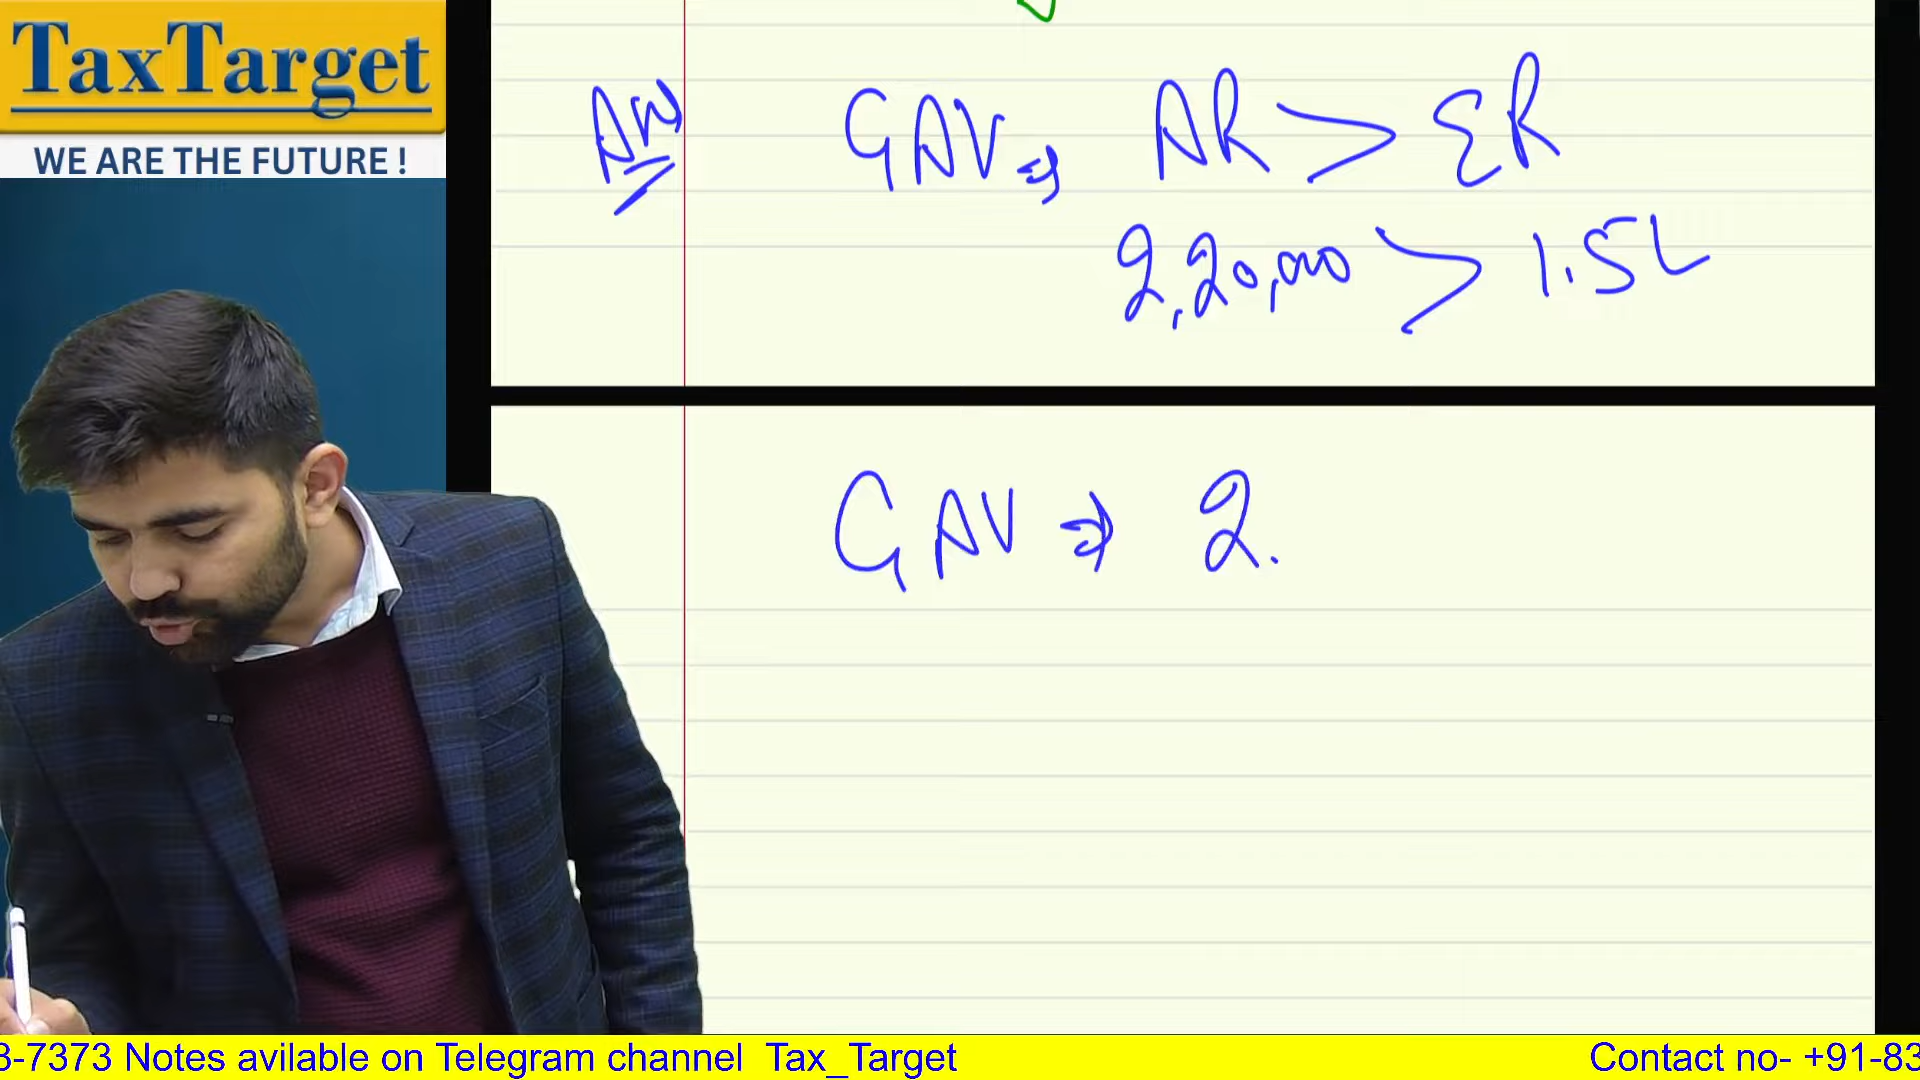 TaxTarget
WE ARE THE FUTURE !
Ans GAV ⇒ AR > ER
2,20,000 > 1.5L
GAV ⇒ 2.
3-7373 Notes avilable on Telegram channel Tax_Target Contact no- +91-83